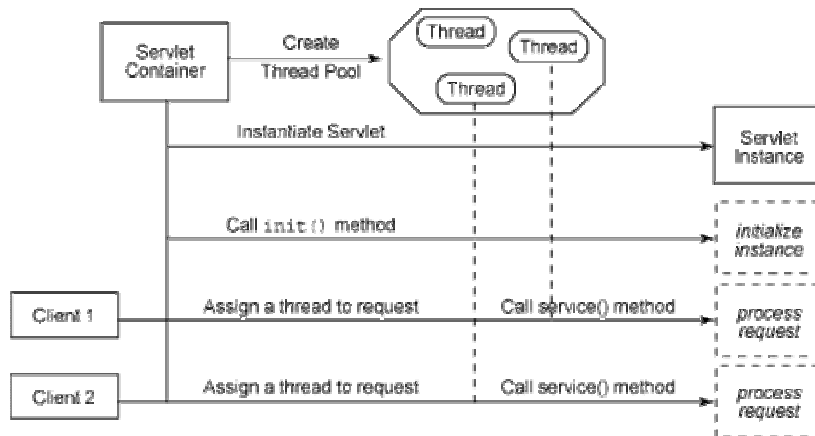 Servlet
Container
Create
Thread Pool
Thread
Thread
Thread
Instantiate Servlet
Servlet
Instance
Call init() method
initialize
instance
Client 1
Assign a thread to request
Call service() method
process
request
Client 2
Assign a thread to request
Call service() method
process
request